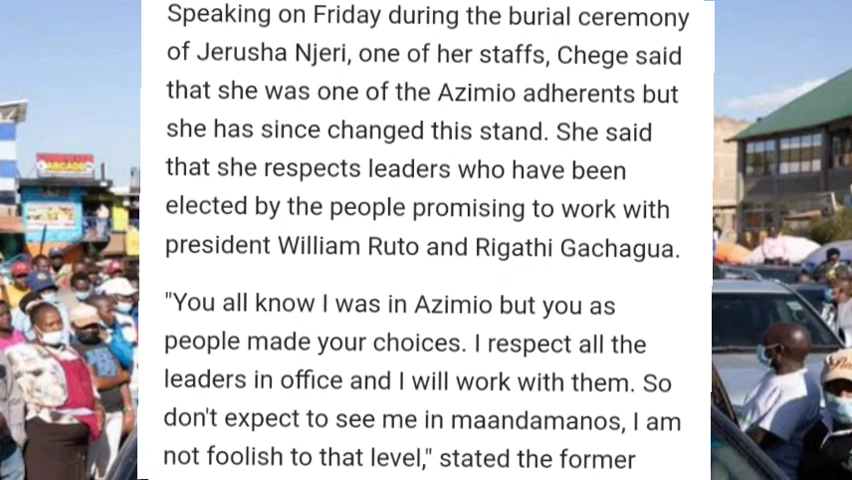 Speaking on Friday during the burial ceremony
of Jerusha Njeri, one of her staffs, Chege said
that she was one of the Azimio adherents but
she has since changed this stand. She said
that she respects leaders who have been
elected by the people promising to work with
president William Ruto and Rigathi Gachagua.
"You all know I was in Azimio but you as
people made your choices. I respect all the
leaders in office and I will work with them. So
don't expect to see me in maandamanos, I am
not foolish to that level," stated the former
ARCADE